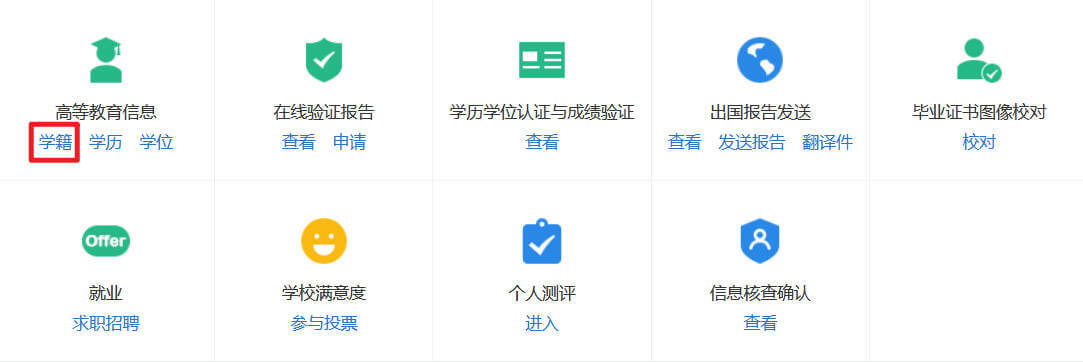 高等教育信息
学籍 学历 学位
在线验证报告
查看 申请
学历学位认证与成绩验证
查看
出国报告发送
查看 发送报告 翻译件
毕业证书图像校对
校对
Offer
就业
求职招聘
学校满意度
参与投票
个人测评
进入
信息核查确认
查看